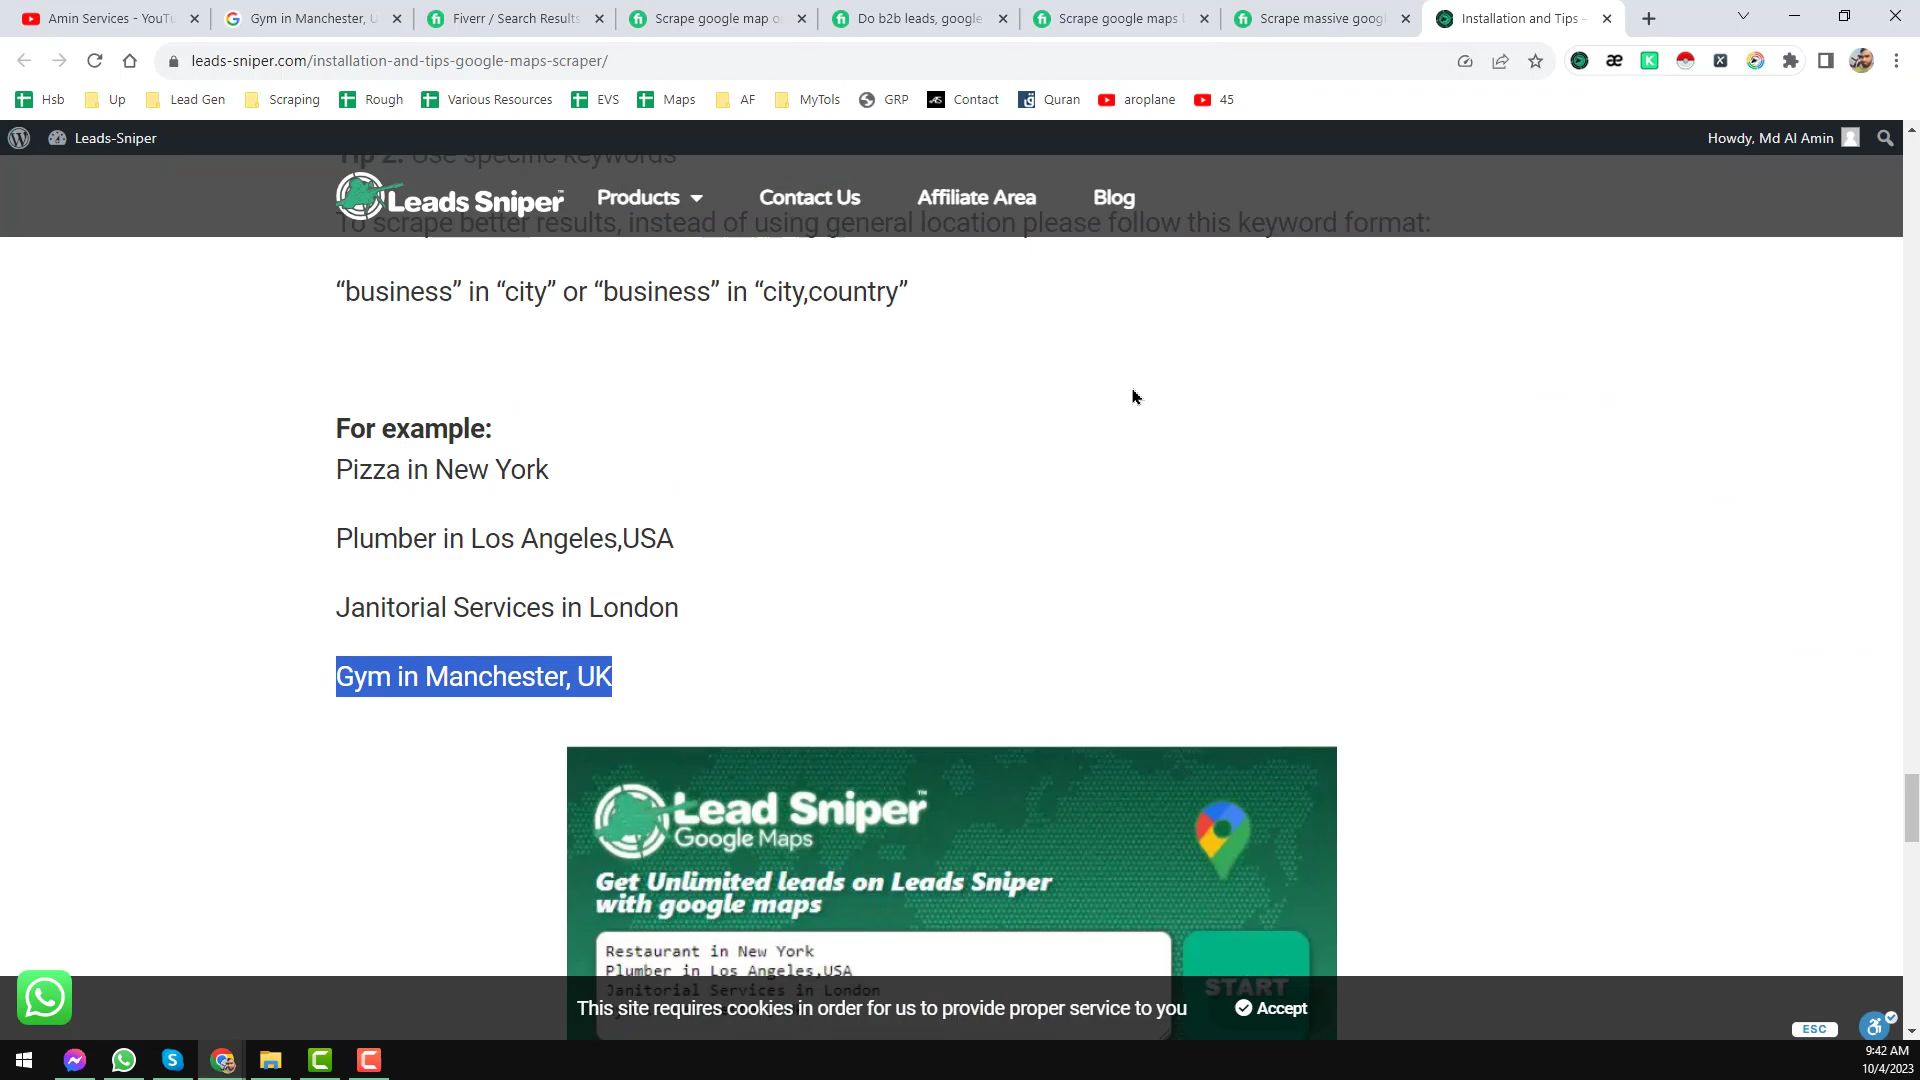 Amin Services - YouTu
Gym in Manchester, U
Fiverr / Search Results
Scrape google map o
Do b2b leads, google
Scrape google maps l
Scrape massive googl
Installation and Tips -
leads-sniper.com/installation-and-tips-google-maps-scraper/
Hsb
Up
Lead Gen
Scraping
Rough
Various Resources
EVS
Maps
AF
MyTols
GRP
Contact
Quran
aroplane
45
Leads-Sniper
Howdy, Md Al Amin
Tip 2: Use specific keywords
Leads Sniper™
Products
Contact Us
Affiliate Area
Blog
To scrape better results, instead of using general location please follow this keyword format:
“business” in “city” or “business” in “city,country”
For example:
Pizza in New York
Plumber in Los Angeles,USA
Janitorial Services in London
Gym in Manchester, UK
Lead Sniper™
Google Maps
Get Unlimited leads on Leads Sniper
with google maps
Restaurant in New York
Plumber in Los Angeles,USA
Janitorial Services in London
START
This site requires cookies in order for us to provide proper service to you
Accept
ESC
9:42 AM
10/4/2023